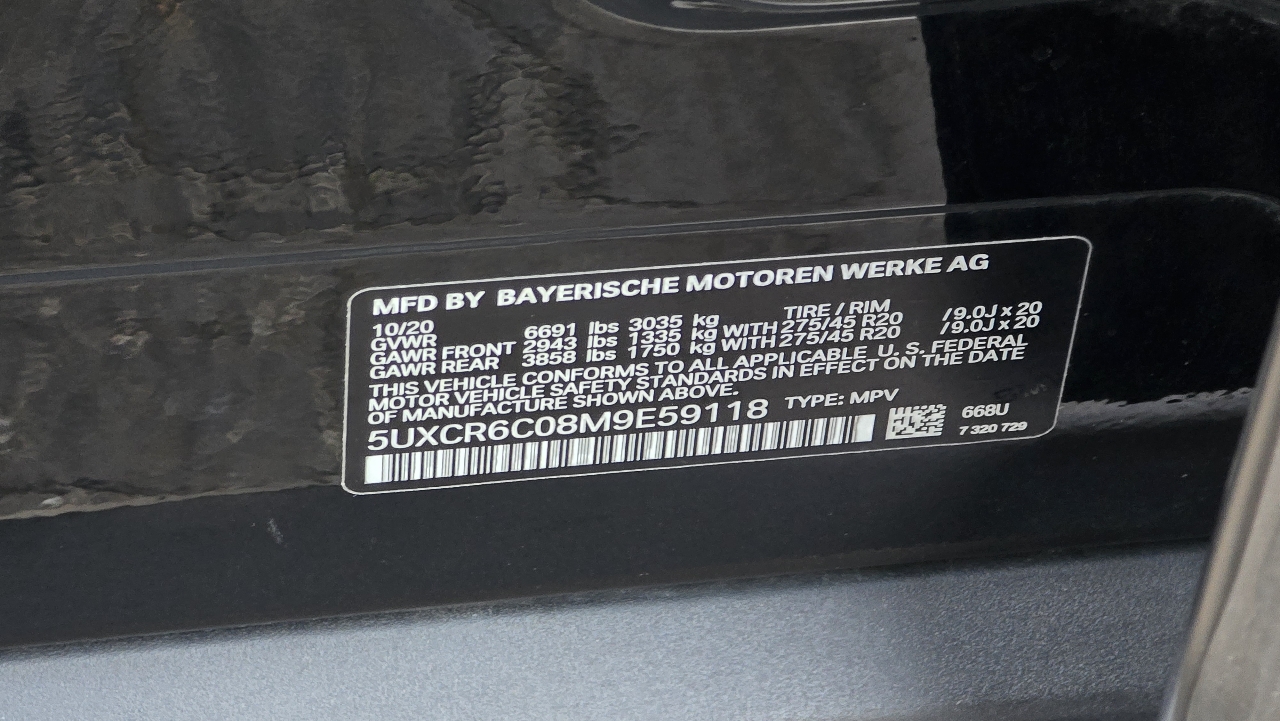 MFD BY BAYERISCHE MOTOREN WERKE AG
10/20 TIRE / RIM
GVWR 6691 lbs 3035 kg
GAWR FRONT 2943 lbs 1335 kg WITH 275/45 R20 /9.0J x 20
GAWR REAR 3858 lbs 1750 kg WITH 275/45 R20 /9.0J x 20
THIS VEHICLE CONFORMS TO ALL APPLICABLE U. S. FEDERAL
MOTOR VEHICLE SAFETY STANDARDS IN EFFECT ON THE DATE
OF MANUFACTURE SHOWN ABOVE.
5UXCR6C08M9E59118 TYPE: MPV
668U
7 320 729